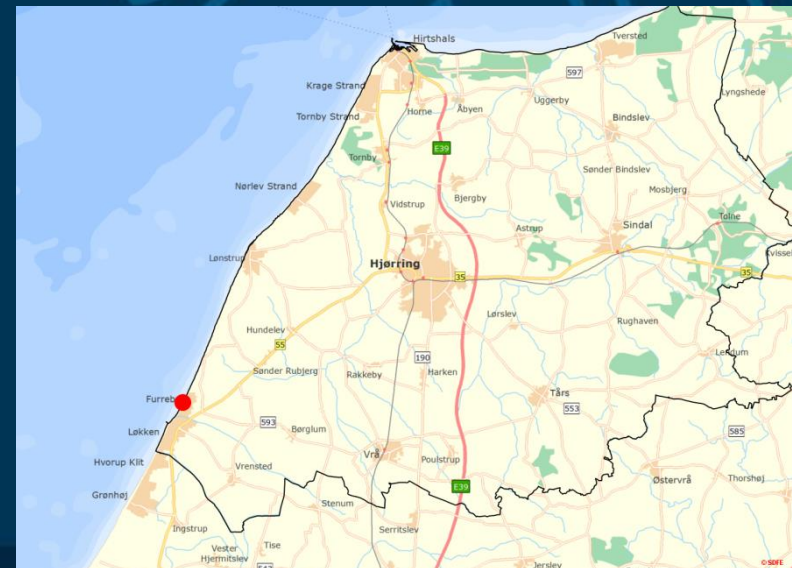 Hirtshals
Tversted
597
Krage Strand
Lyngshede
Horne
Åbyen
Uggerby
Tornby Strand
Bindslev
E39
Tornby
Sønder Bindslev
Nørlev Strand
Bjergby
Mosbjerg
Vidstrup
Tolne
Astrup
Sindal
Kvissel
Lønstrup
Hjørring
35
35
Lørslev
Rughaven
Hundelev
55
190
Lendum
Sønder Rubjerg
Rakkeby
Harken
Tårs
Furreb
593
553
Løkken
Børglum
585
Hvorup Klit
Vrå
Poulstrup
Vrensted
E39
Østervrå
Thorshøj
Grønhøj
Stenum
Ingstrup
Serritslev
Vester
Hjermitslev
Tise
Jerslev
© SDFE